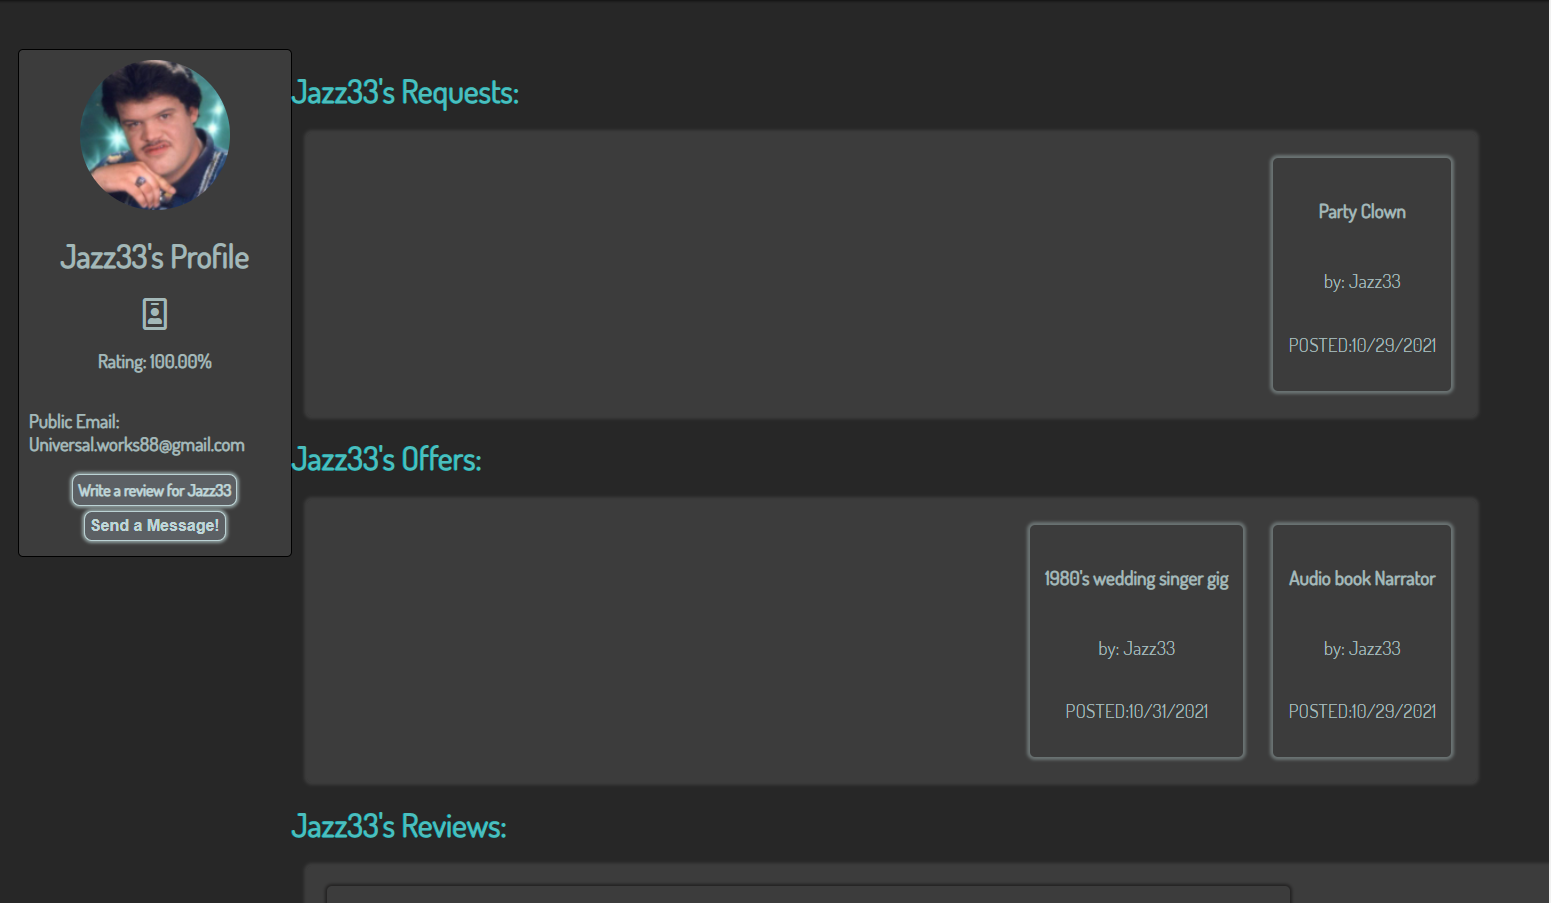 Jazz33's Profile
Rating: 100.00%
Public Email:
Universal.works88@gmail.com
Write a review for Jazz33
Send a Message!
Jazz33's Requests:
Party Clown
by: Jazz33
POSTED:10/29/2021
Jazz33's Offers:
1980's wedding singer gig
by: Jazz33
POSTED:10/31/2021
Audio book Narrator
by: Jazz33
POSTED:10/29/2021
Jazz33's Reviews: